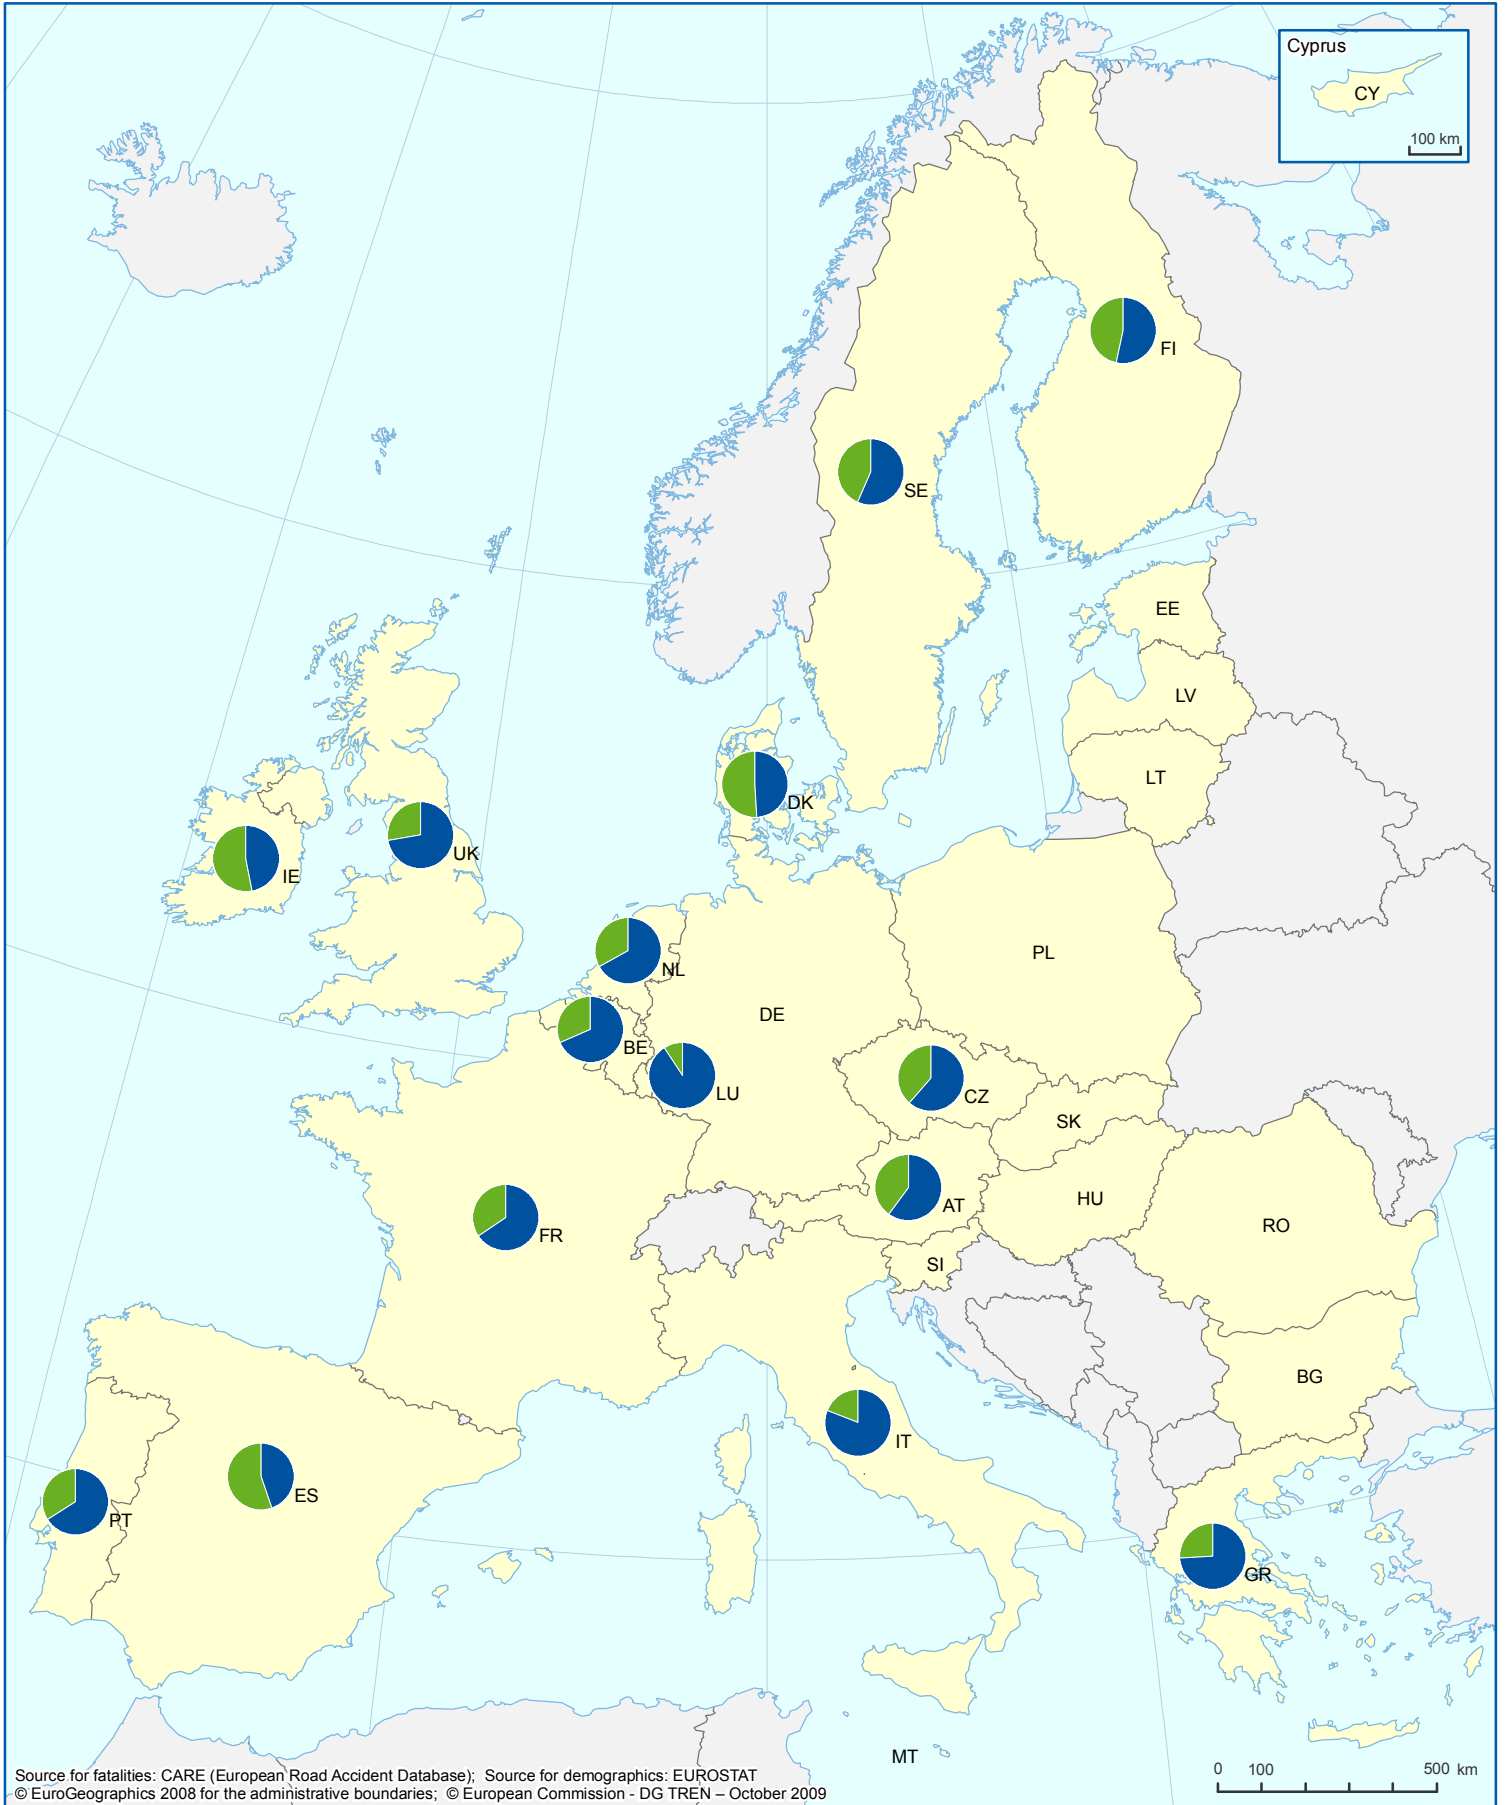 Cyprus
CY
100 km
FI
SE
EE
LV
LT
DK
UK
IE
NL
PL
DE
BE
LU
CZ
SK
AT
HU
FR
RO
SI
BG
IT
ES
PT
GR
MT
0 100 500 km
Source for fatalities: CARE (European Road Accident Database); Source for demographics: EUROSTAT
© EuroGeographics 2008 for the administrative boundaries; © European Commission - DG TREN – October 2009